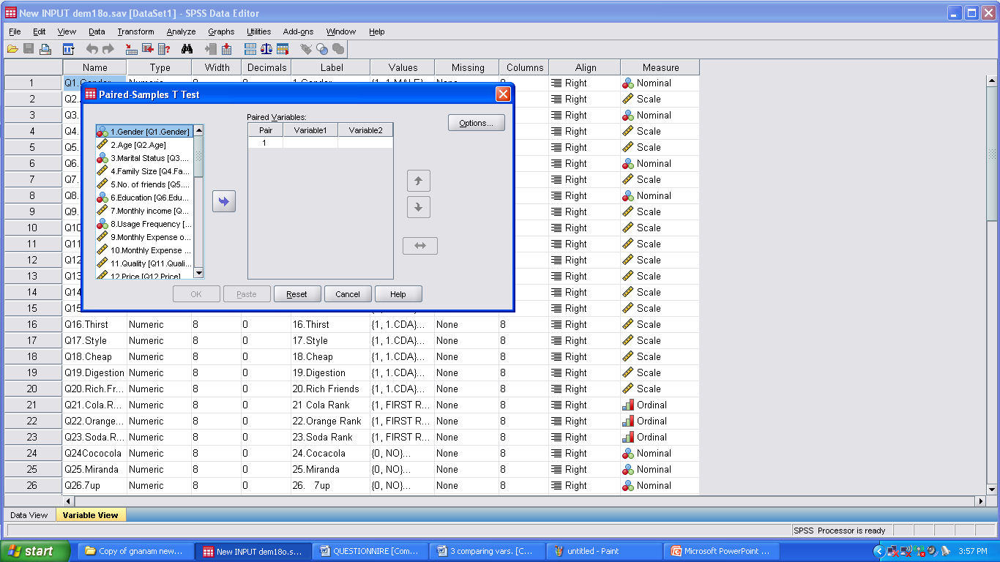 New INPUT dem18o.sav [DataSet1] - SPSS Data Editor
File Edit View Data Transform Analyze Graphs Utilities Add-ons Window Help
Name Type Width Decimals Label Values Missing Columns Align Measure
1 Right Nominal
2 Q2. Right Scale
3 Q3. Right Nominal
4 Q4. Right Scale
5 Q5. Right Scale
6 Q6. Right Nominal
7 Q7. Right Scale
8 Q8. Right Nominal
9 Q9. Right Scale
10 Q10 Right Scale
11 Q11 Right Scale
12 Q12 Right Scale
13 Q13 Right Scale
14 Q14 Right Scale
15 Q15 Right Scale
Paired-Samples T Test
Paired Variables:
Options...
Pair Variable1 Variable2
1
1.Gender [Q1.Gender]
2.Age [Q2.Age]
3.Marital Status [Q3....
4.Family Size [Q4.Fa...
5.No. of friends [Q5....
6.Education [Q6.Edu...
7.Monthly income [Q...
8.Usage Frequency [...
9.Monthly Expense o...
10.Monthly Expense ...
11.Quality [Q11.Quali...
12.Price [Q12.Price]
OK Paste Reset Cancel Help
16 Q16.Thirst Numeric 8 0 16.Thirst {1, 1.CDA}... None 8 Right Scale
17 Q17.Style Numeric 8 0 17.Style {1, 1.CDA}... None 8 Right Scale
18 Q18.Cheap Numeric 8 0 18.Cheap {1, 1.CDA}... None 8 Right Scale
19 Q19.Digestion Numeric 8 0 19.Digestion {1, 1.CDA}... None 8 Right Scale
20 Q20.Rich.Fr... Numeric 8 0 20.Rich Friends {1, 1.CDA}... None 8 Right Scale
21 Q21.Cola.R... Numeric 8 0 21 Cola Rank {1, FIRST R... None 8 Right Ordinal
22 Q22.Orange... Numeric 8 0 22.Orange Rank {1, FIRST R... None 8 Right Ordinal
23 Q23.Soda.R... Numeric 8 0 23.Soda Rank {1, FIRST R... None 8 Right Ordinal
24 Q24Cococola Numeric 8 0 24.Cocacola {0, NO}... None 8 Right Nominal
25 Q25.Miranda Numeric 8 0 25.Miranda {0, NO}... None 8 Right Nominal
26 Q26.7up Numeric 8 0 26. 7up {0, NO}... None 8 Right Nominal
Data View Variable View
SPSS Processor is ready
start Copy of gnanam new... New INPUT dem18o.s... QUESTIONNIRE [Com... 3 comparing vars. [C... untitled - Paint Microsoft PowerPoint ... 3:57 PM